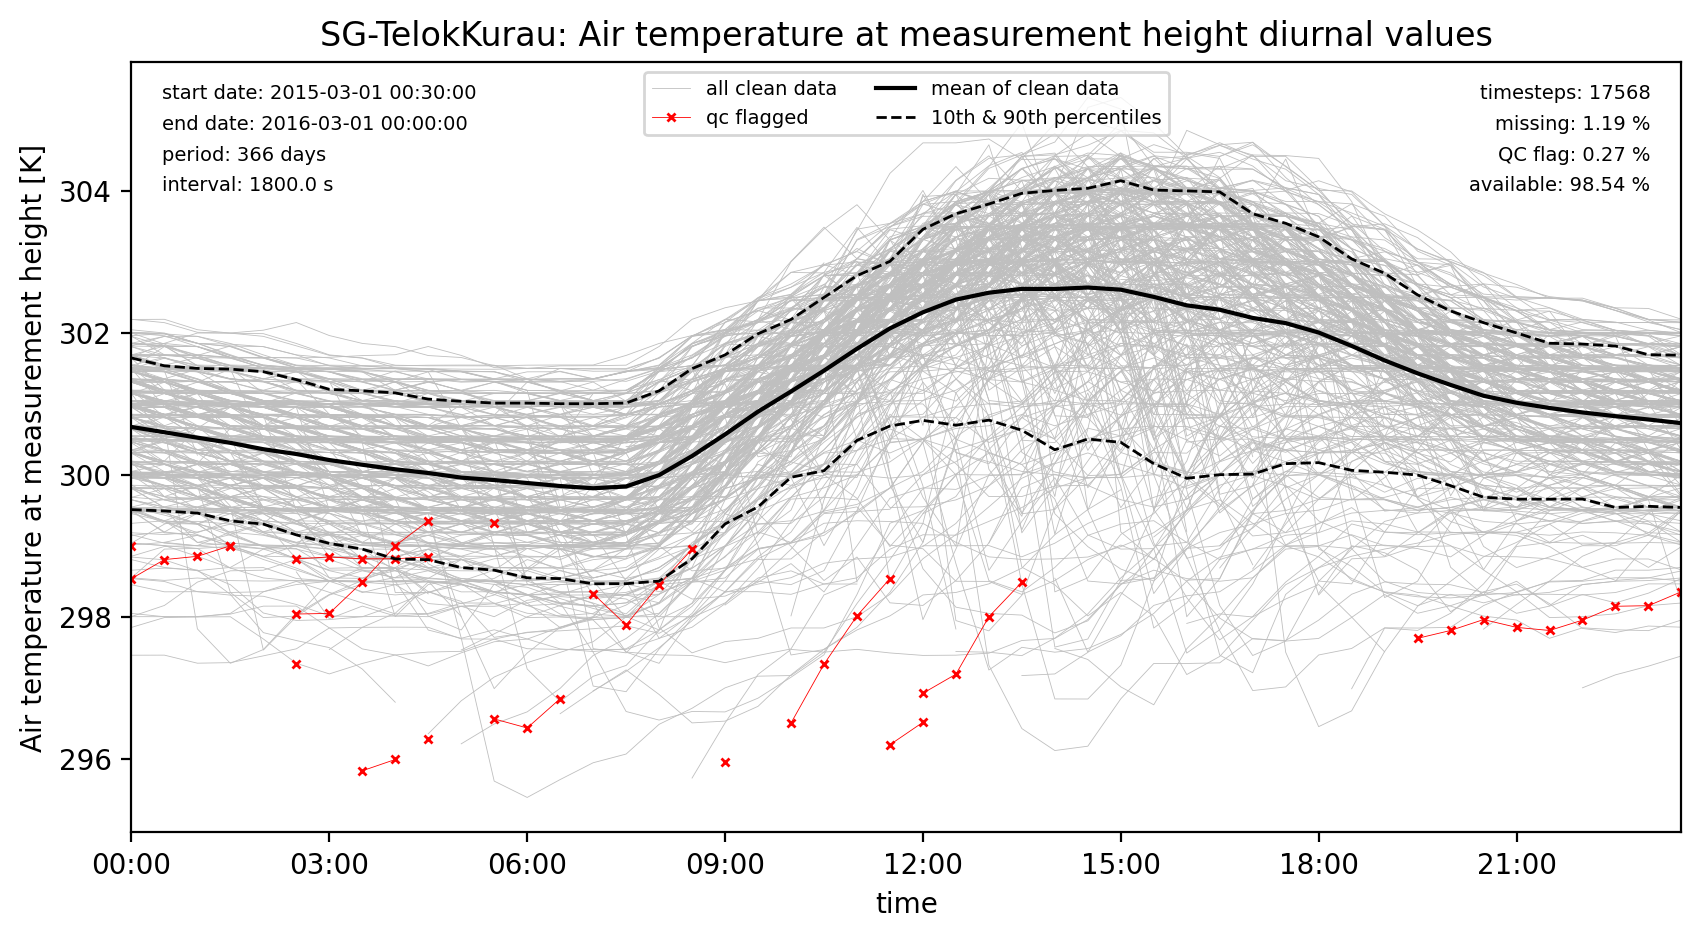 SG-TelokKurau: Air temperature at measurement height diurnal values
start date: 2015-03-01 00:30:00
end date: 2016-03-01 00:00:00
period: 366 days
interval: 1800.0 s
all clean data
qc flagged
mean of clean data
10th & 90th percentiles
timesteps: 17568
missing: 1.19 %
QC flag: 0.27 %
available: 98.54 %
Air temperature at measurement height [K]
304
302
300
298
296
00:00
03:00
06:00
09:00
12:00
15:00
18:00
21:00
time